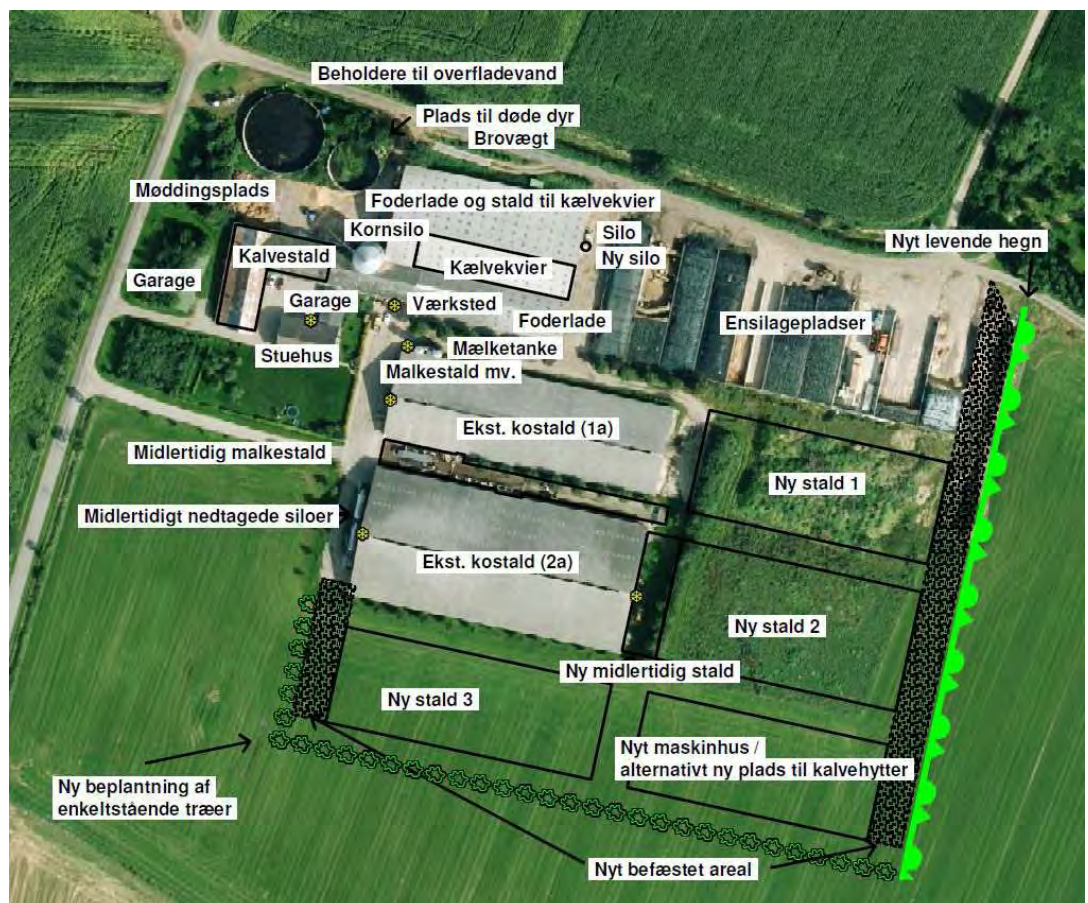 Beholdere til overfladevand
Plads til døde dyr
Brovægt
Møddingsplads
Foderlade og stald til kælvekvier
Kornsilo
Silo
Nyt levende hegn
Kalvestald
Kælvekvier
Ny silo
Garage
Garage
Værksted
Ensilagepladser
Foderlade
Stuehus
Mælketanke
Malkestald mv.
Ekst. kostald (1a)
Midlertidig malkestald
Ny stald 1
Midlertidigt nedtagede siloer
Ekst. kostald (2a)
Ny stald 2
Ny midlertidig stald
Ny stald 3
Nyt maskinhus /
alternativt ny plads til kalvehytter
Ny beplantning af
enkeltstående træer
Nyt befæstet areal